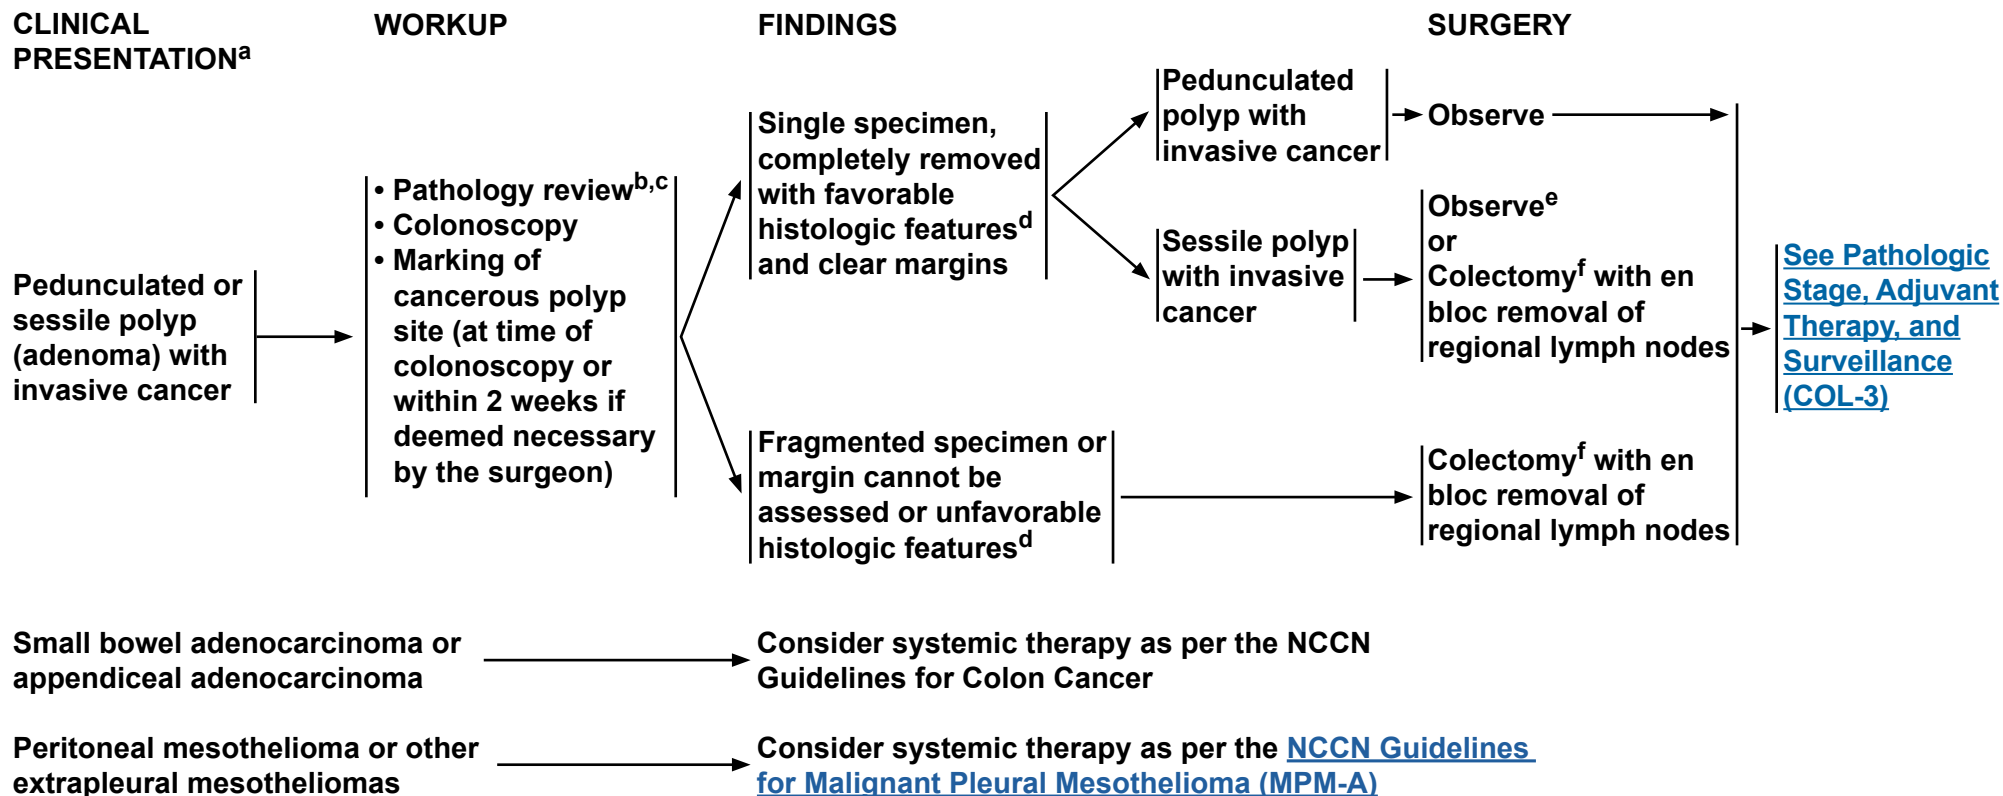 CLINICAL
PRESENTATIONa
WORKUP
FINDINGS
SURGERY
Pedunculated or
sessile polyp
(adenoma) with
invasive cancer
• Pathology reviewb,c
• Colonoscopy
• Marking of
cancerous polyp
site (at time of
colonoscopy or
within 2 weeks if
deemed necessary
by the surgeon)
Single specimen,
completely removed
with favorable
histologic featuresd
and clear margins
Pedunculated
polyp with
invasive cancer
Observe
Sessile polyp
with invasive
cancer
Observee
or
Colectomyf with en
bloc removal of
regional lymph nodes
Fragmented specimen or
margin cannot be
assessed or unfavorable
histologic featuresd
Colectomyf with en
bloc removal of
regional lymph nodes
See Pathologic
Stage, Adjuvant
Therapy, and
Surveillance
(COL-3)
Small bowel adenocarcinoma or
appendiceal adenocarcinoma
Consider systemic therapy as per the NCCN
Guidelines for Colon Cancer
Peritoneal mesothelioma or other
extrapleural mesotheliomas
Consider systemic therapy as per the NCCN Guidelines
for Malignant Pleural Mesothelioma (MPM-A)